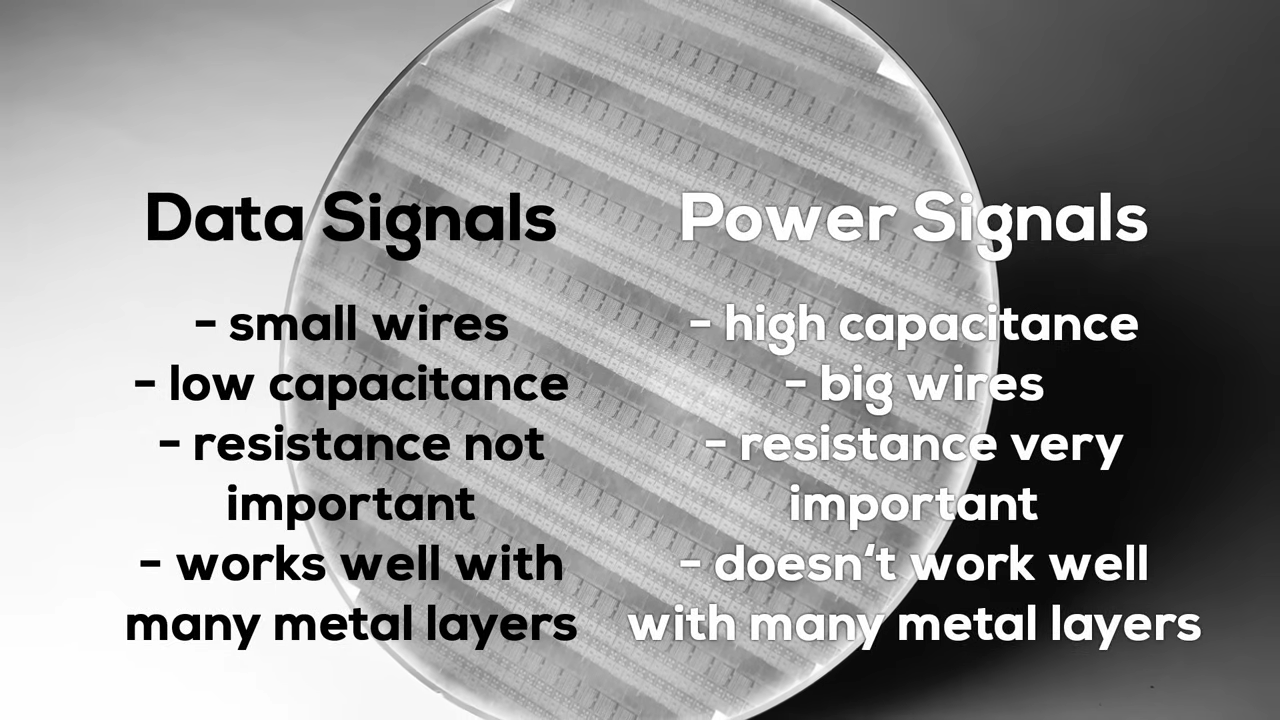 Data Signals
- small wires
- low capacitance
- resistance not
important
- works well with
many metal layers
Power Signals
- high capacitance
- big wires
- resistance very
important
- doesn‘t work well
with many metal layers